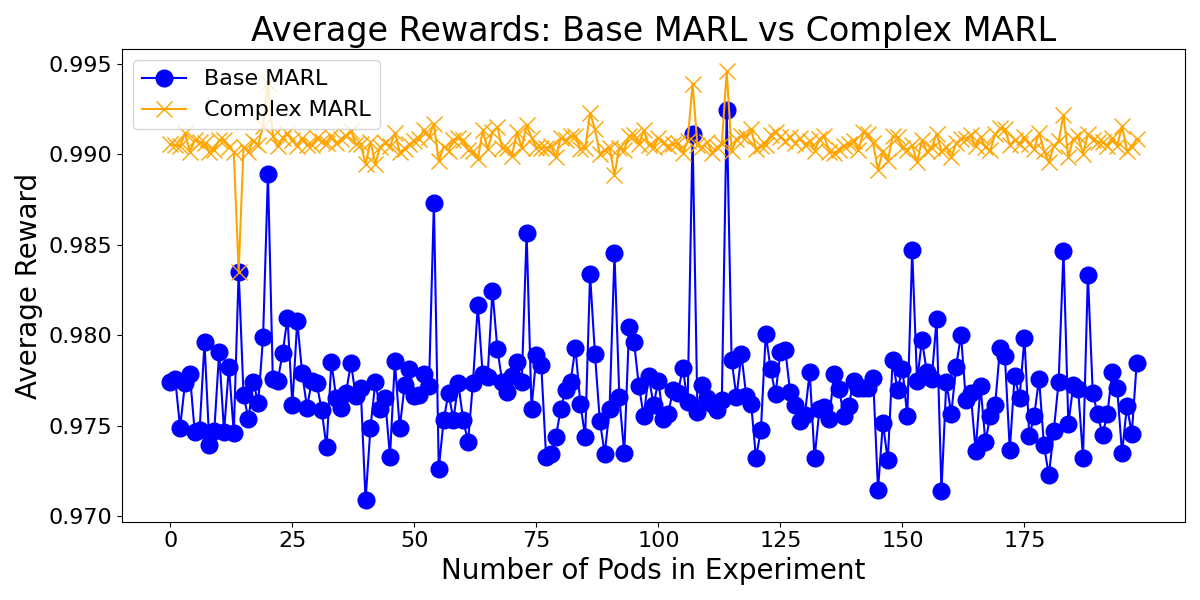 Average Rewards: Base MARL vs Complex MARL
Base MARL
Complex MARL
Average Reward
0.995
0.990
0.985
0.980
0.975
0.970
0 25 50 75 100 125 150 175
Number of Pods in Experiment